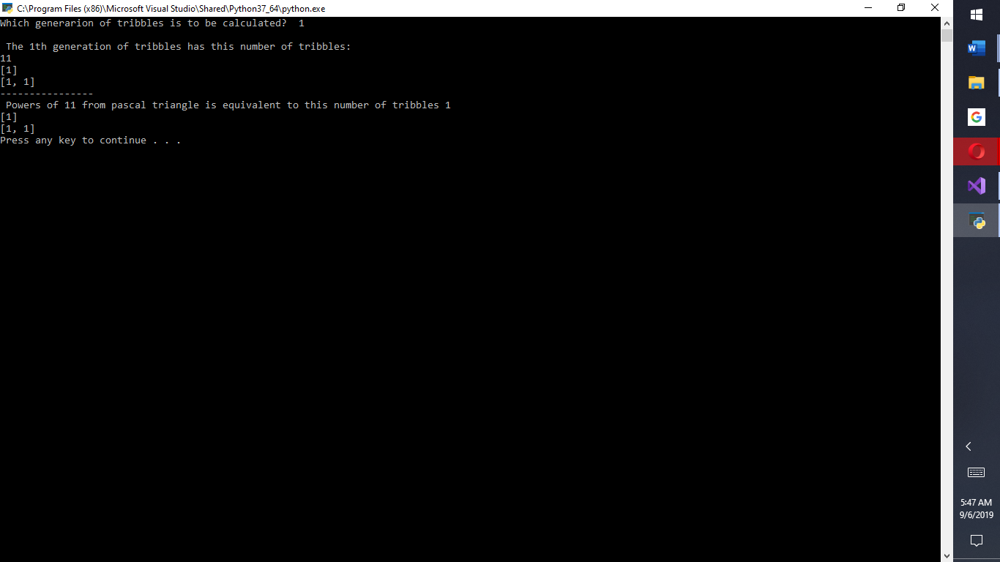 C:\Program Files (x86)\Microsoft Visual Studio\Shared\Python37_64\python.exe
Which generarion of tribbles is to be calculated?  1
The 1th generation of tribbles has this number of tribbles:
11
[1]
[1, 1]
----------------
Powers of 11 from pascal triangle is equivalent to this number of tribbles 1
[1]
[1, 1]
Press any key to continue . . .
W
G
5:47 AM
9/6/2019